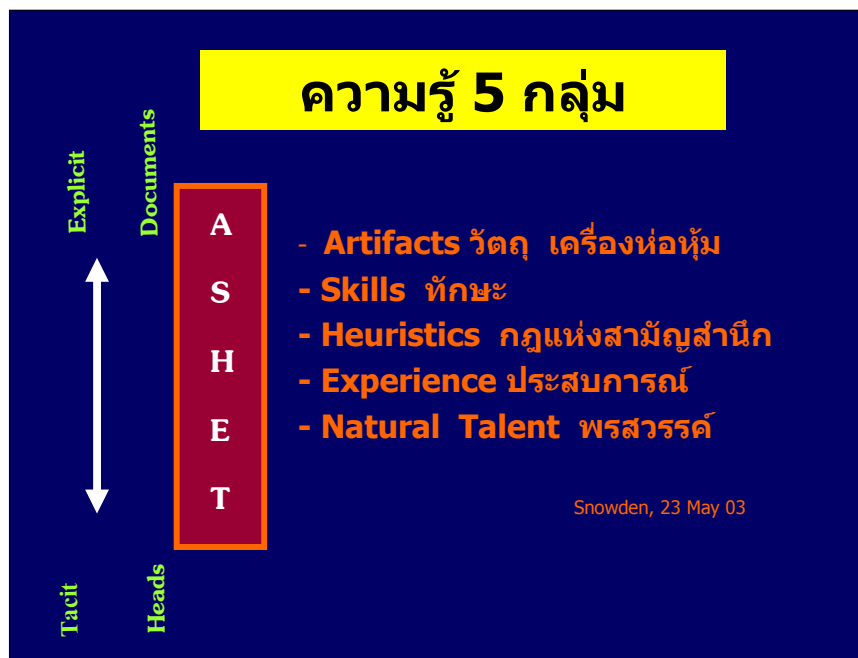 ความรู้ 5 กลุ่ม
Explicit
Documents
A
S
H
E
T
- Artifacts วัตถุ เครื่องห่อหุ้ม
- Skills ทักษะ
- Heuristics กฎแห่งสามัญสำนึก
- Experience ประสบการณ์
- Natural Talent พรสวรรค์
Snowden, 23 May 03
Tacit
Heads